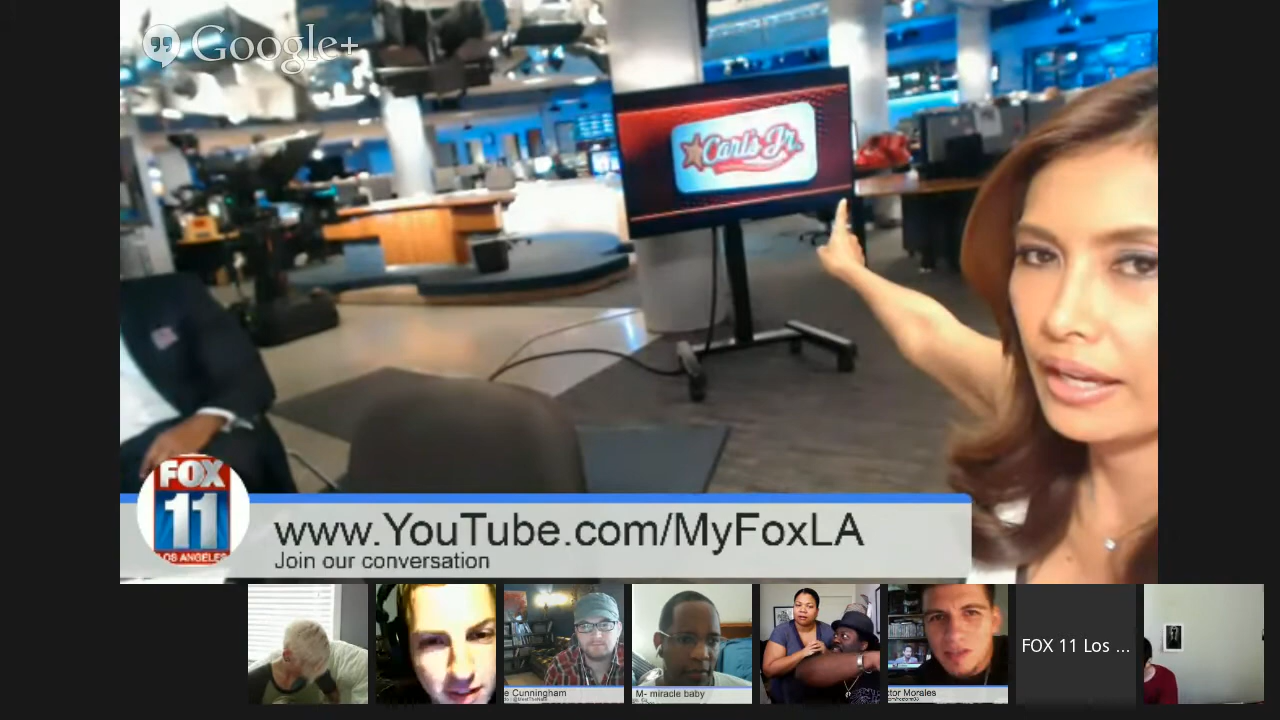 Google+
Carl's Jr.
FOX
11
LOS ANGELES
www.YouTube.com/MyFoxLA
Join our conversation
e Cunningham
M- miracle baby
ctor Morales
FOX 11 Los ...